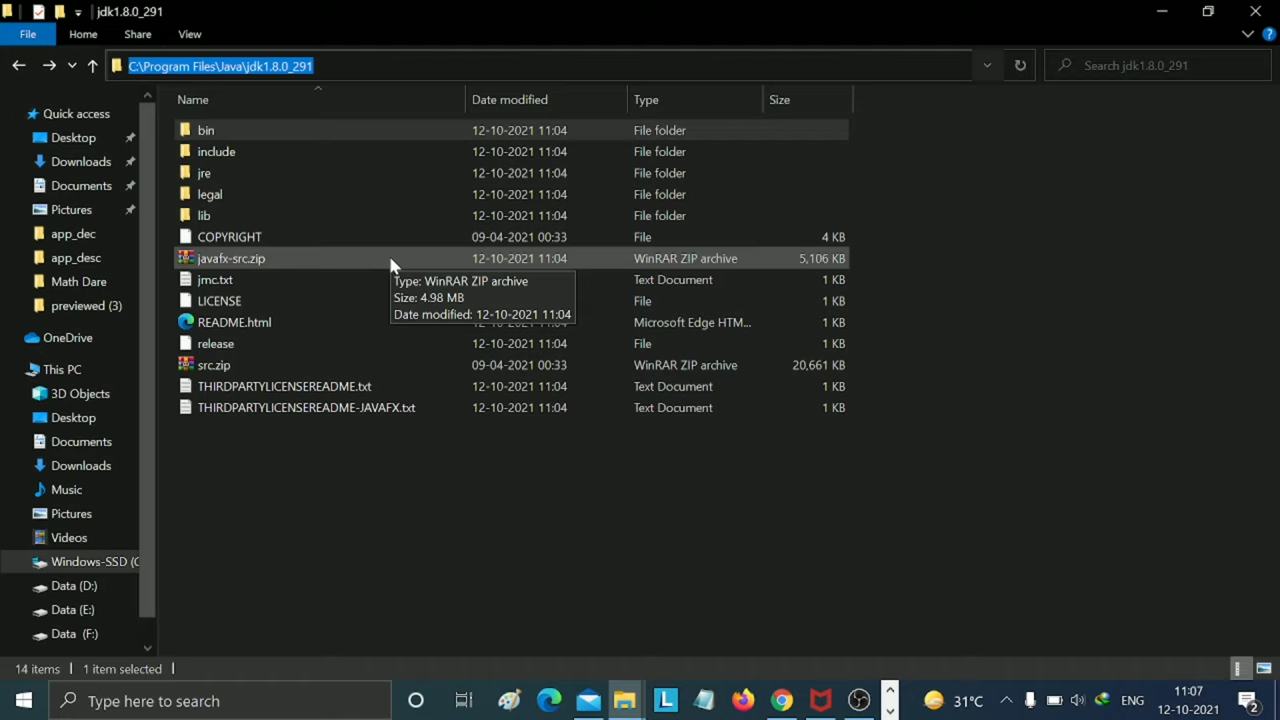 jdk1.8.0_291
File Home Share View
C:\Program Files\Java\jdk1.8.0_291
Search jdk1.8.0_291
Name Date modified Type Size
Quick access
Desktop
Downloads
Documents
Pictures
app_dec
app_desc
Math Dare
previewed (3)
OneDrive
This PC
3D Objects
Desktop
Documents
Downloads
Music
Pictures
Videos
Windows-SSD (C
Data (D:)
Data (E:)
Data (F:)
bin 12-10-2021 11:04 File folder
include 12-10-2021 11:04 File folder
jre 12-10-2021 11:04 File folder
legal 12-10-2021 11:04 File folder
lib 12-10-2021 11:04 File folder
COPYRIGHT 09-04-2021 00:33 File 4 KB
javafx-src.zip 12-10-2021 11:04 WinRAR ZIP archive 5,106 KB
jmc.txt Text Document 1 KB
LICENSE File 1 KB
README.html 12-10-2021 11:04 Microsoft Edge HTM... 1 KB
release 12-10-2021 11:04 File 1 KB
src.zip 09-04-2021 00:33 WinRAR ZIP archive 20,661 KB
THIRDPARTYLICENSEREADME.txt 12-10-2021 11:04 Text Document 1 KB
THIRDPARTYLICENSEREADME-JAVAFX.txt 12-10-2021 11:04 Text Document 1 KB
Type: WinRAR ZIP archive
Size: 4.98 MB
Date modified: 12-10-2021 11:04
14 items 1 item selected
Type here to search
L
31°C
ENG
11:07
12-10-2021
2